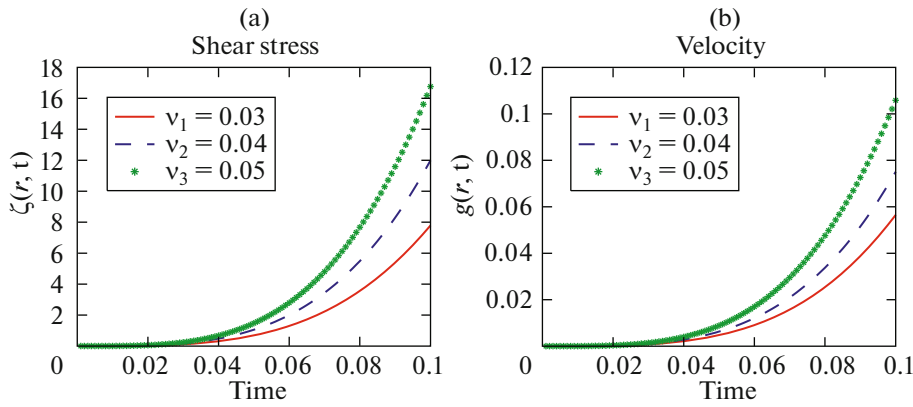 (a)
Shear stress
18
16
14
12
10
8
6
4
2
0
0.02
0.04
0.06
0.08
0.1
Time
ζ(r, t)
ν1 = 0.03
ν2 = 0.04
ν3 = 0.05
(b)
Velocity
0.12
0.1
0.08
0.06
0.04
0.02
0
0.02
0.04
0.06
0.08
0.1
Time
g(r, t)
ν1 = 0.03
ν2 = 0.04
ν3 = 0.05